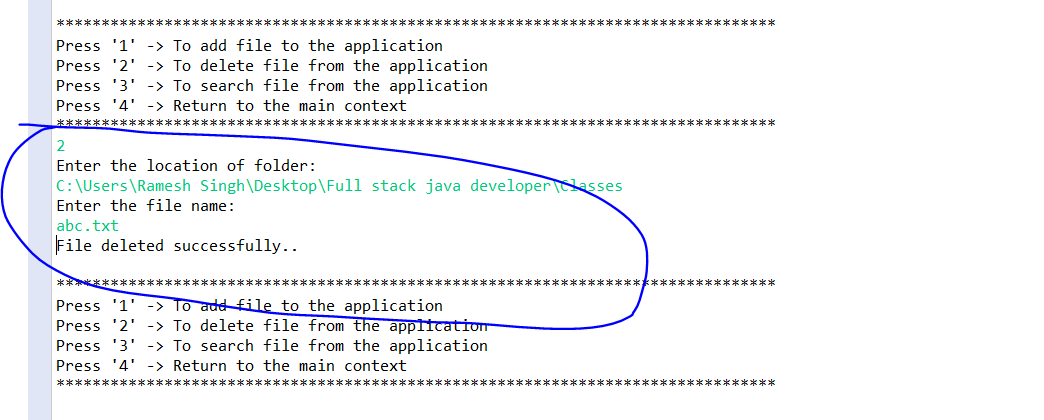 ********************************************************************************
Press '1' -> To add file to the application
Press '2' -> To delete file from the application
Press '3' -> To search file from the application
Press '4' -> Return to the main context
********************************************************************************
2
Enter the location of folder:
C:\Users\Ramesh Singh\Desktop\Full stack java developer\Classes
Enter the file name:
abc.txt
File deleted successfully..
********************************************************************************
Press '1' -> To add file to the application
Press '2' -> To delete file from the application
Press '3' -> To search file from the application
Press '4' -> Return to the main context
********************************************************************************